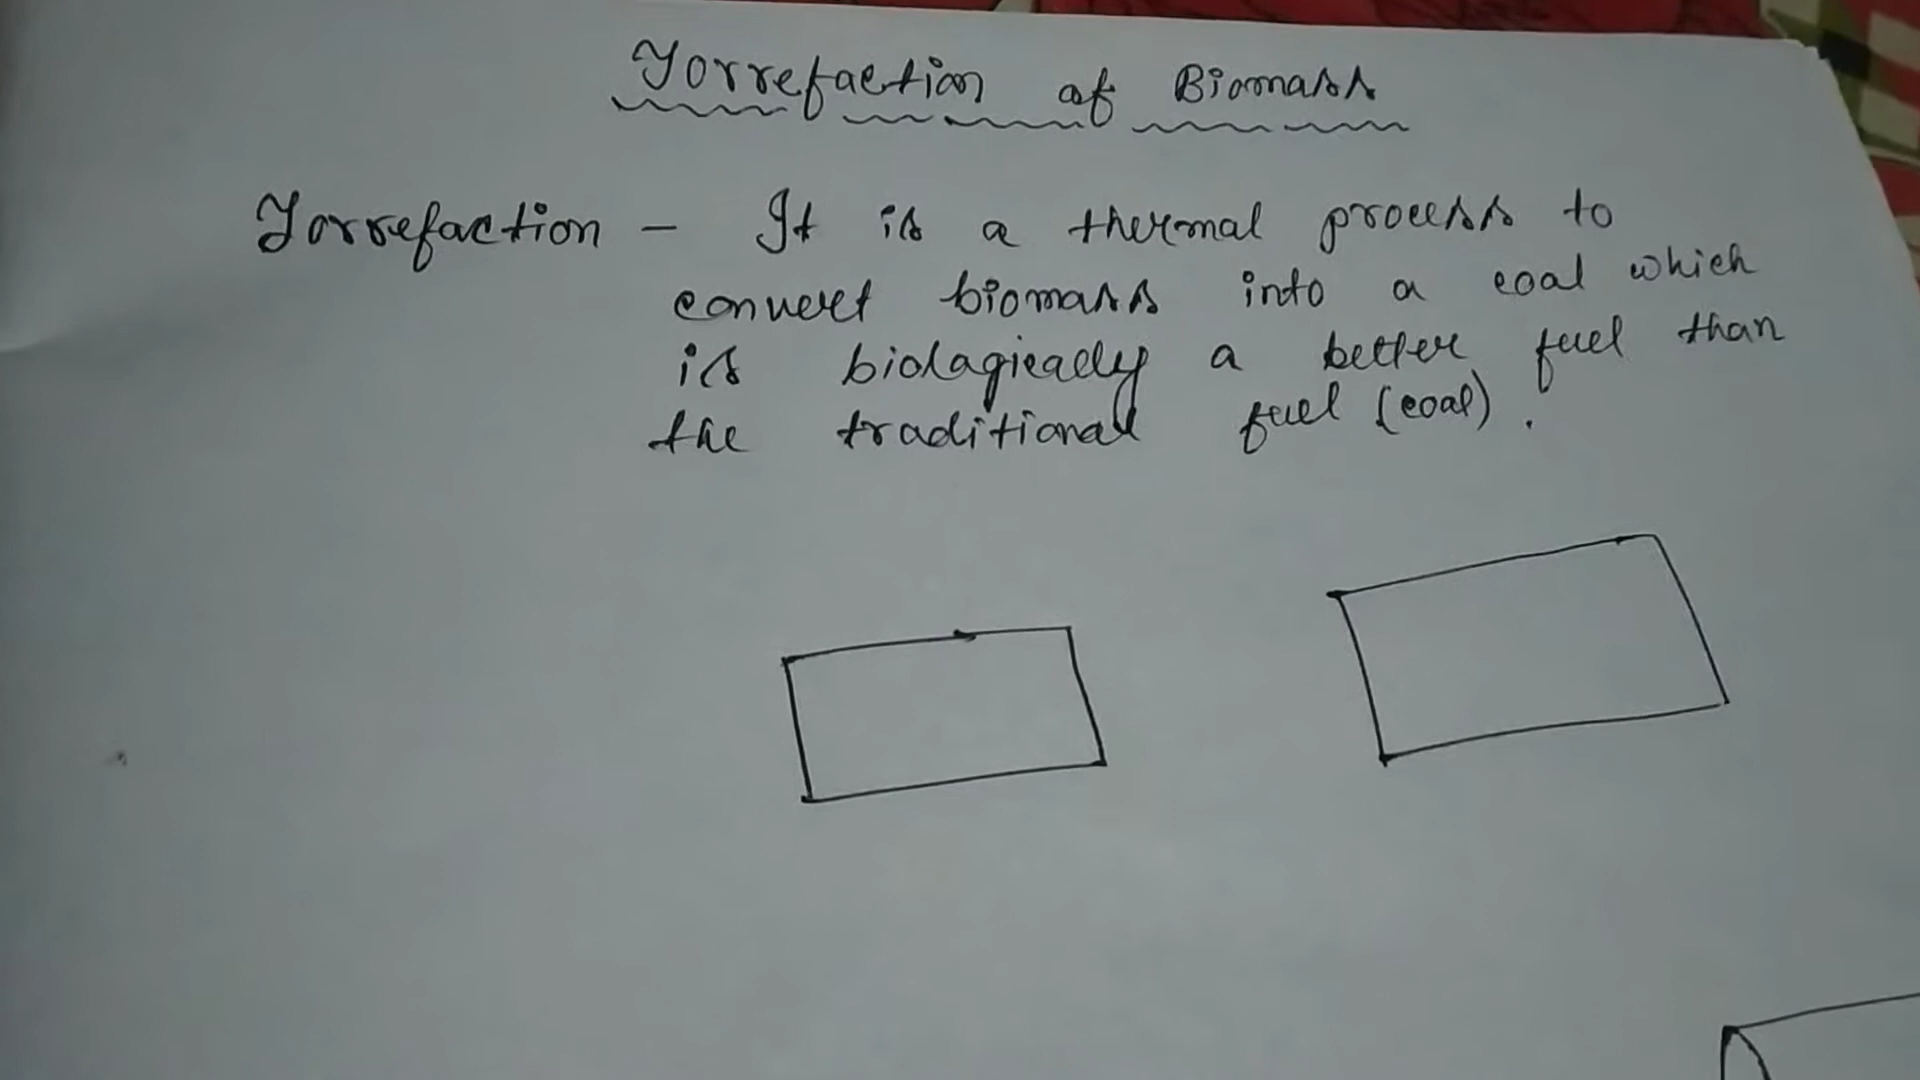 Torrefaction of Biomass
Torrefaction - It is a thermal process to
convert biomass into a coal which
is biologically a better fuel than
the traditional fuel (coal).